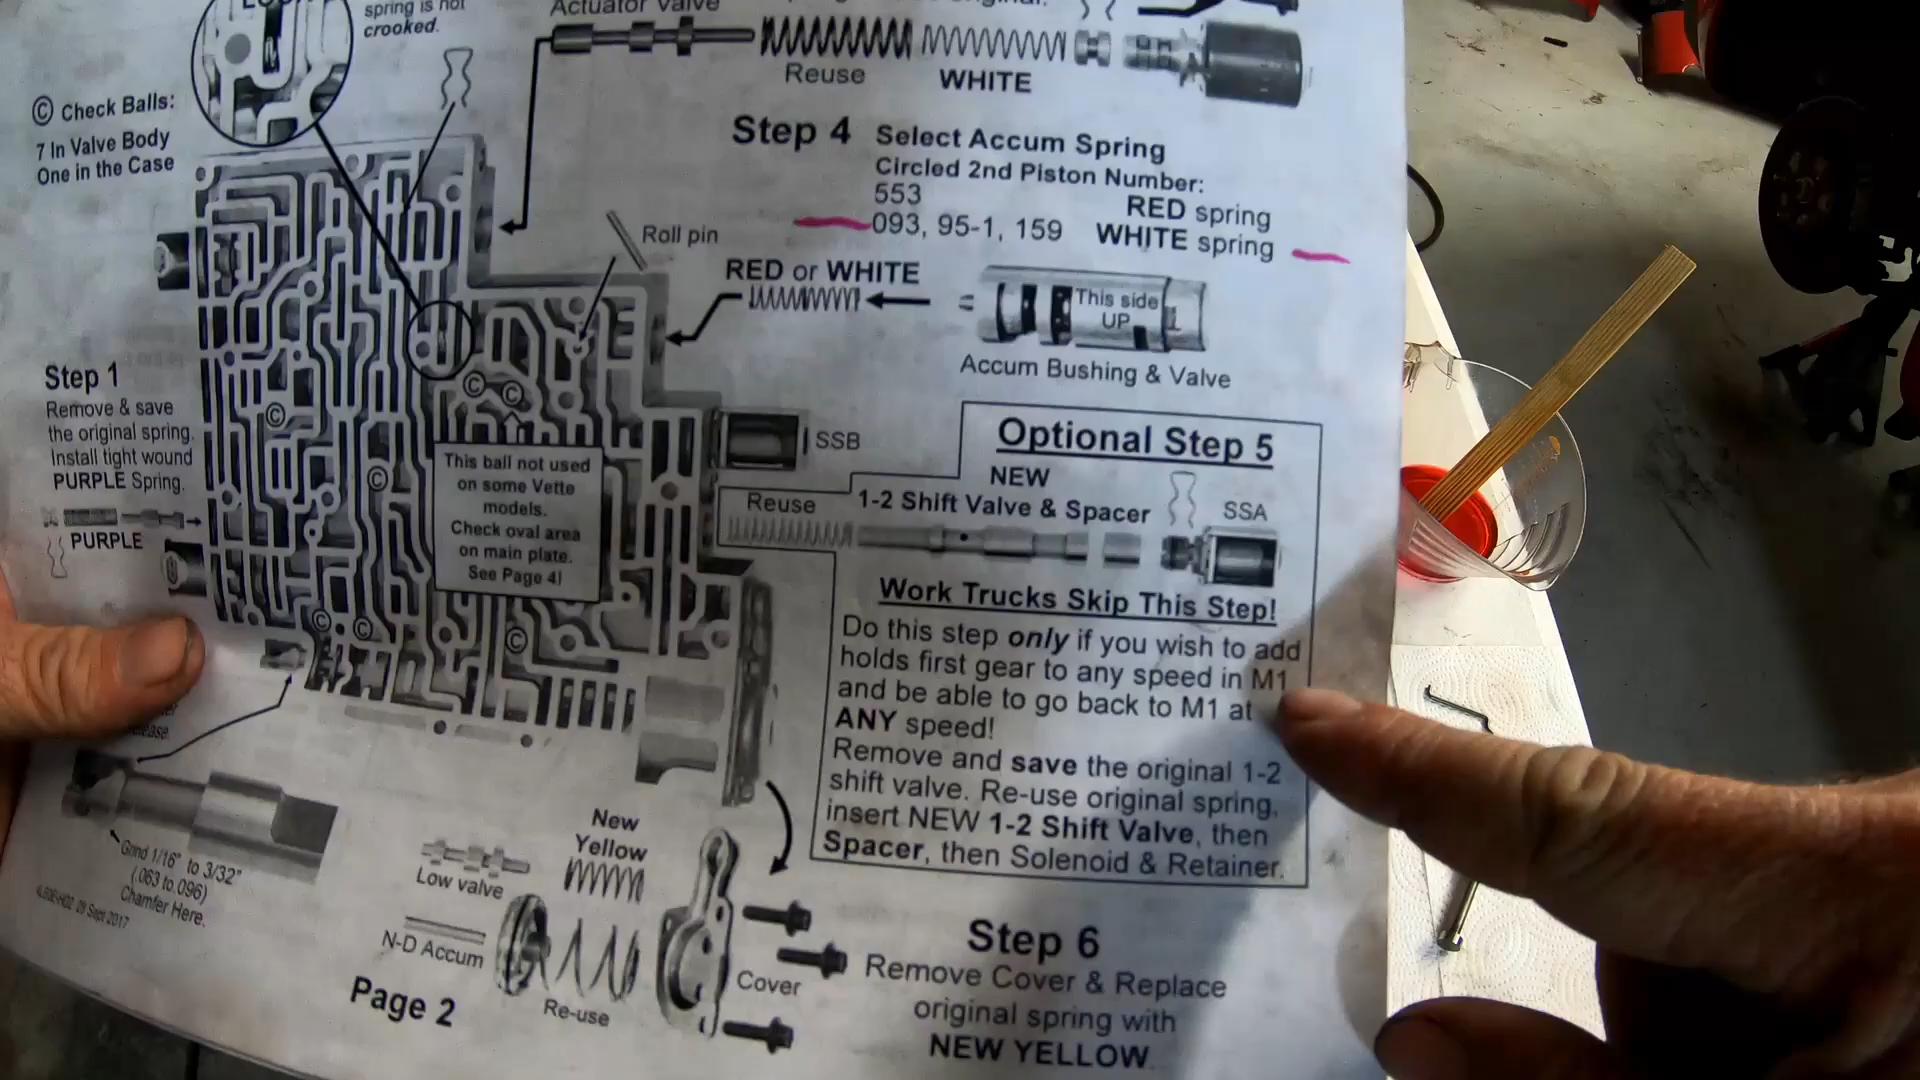 spring is not
crooked.
Actuator Valve
Reuse
WHITE
© Check Balls:
7 In Valve Body
One in the Case
Step 4 Select Accum Spring
Circled 2nd Piston Number:
553 RED spring
093, 95-1, 159 WHITE spring
Roll pin
RED or WHITE
This side
UP
Accum Bushing & Valve
Step 1
Remove & save
the original spring.
Install tight wound
PURPLE Spring.
PURPLE
©
©
©
©
©
©
©
This ball not used
on some Vette
models.
Check oval area
on main plate.
See Page 4!
SSB
Optional Step 5
NEW
1-2 Shift Valve & Spacer
Reuse
SSA
Work Trucks Skip This Step!
Do this step only if you wish to add
holds first gear to any speed in M1
and be able to go back to M1 at
ANY speed!
Remove and save the original 1-2
shift valve. Re-use original spring,
insert NEW 1-2 Shift Valve, then
Spacer, then Solenoid & Retainer.
Grind 1/16" to 3/32"
(.063 to .096)
Chamfer Here.
4L60E-HD2 29 Sept 2017
New
Yellow
Low valve
N-D Accum
Re-use
Cover
Page 2
Step 6
Remove Cover & Replace
original spring with
NEW YELLOW